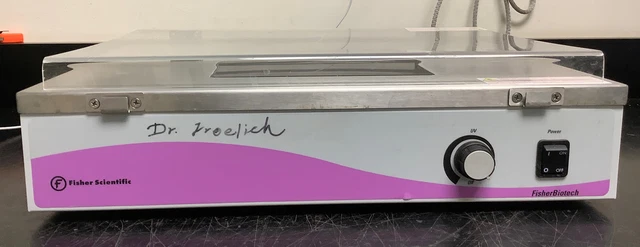 Dr. Froelich
UV
Power
I ON
O OFF
Fisher Scientific
FisherBiotech